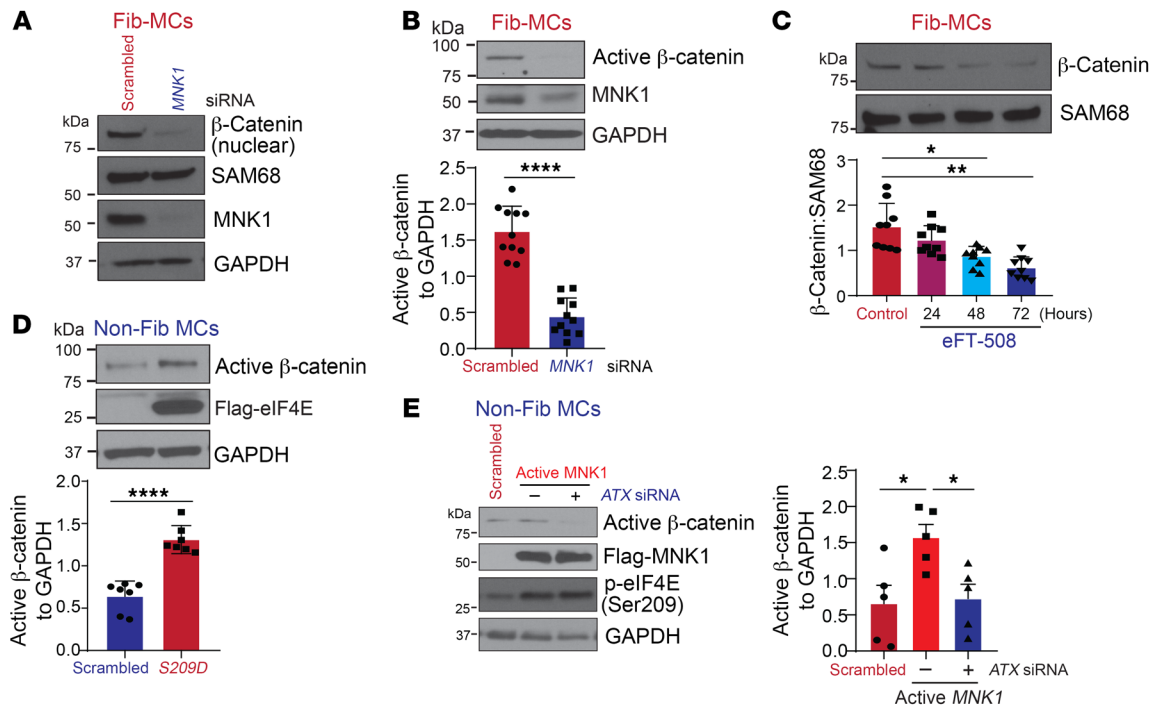 A
Fib-MCs
Scrambled
MNK1
siRNA
kDa
β-Catenin
(nuclear)
75
SAM68
50
MNK1
50
GAPDH
37
B
kDa
Fib-MCs
100
Active β-catenin
75
MNK1
50
GAPDH
37
Active β-catenin
to GAPDH
2.5
2.0
1.5
1.0
0.5
0.0
****
Scrambled MNK1 siRNA
C
Fib-MCs
kDa
β-Catenin
75
SAM68
75
β-Catenin:SAM68
3
2
1
0
*
**
Control 24 48 72 (Hours)
eFT-508
D
kDa Non-Fib MCs
100
Active β-catenin
75
Flag-eIF4E
25
GAPDH
37
Active β-catenin
to GAPDH
2.0
1.5
1.0
0.5
0.0
****
Scrambled S209D
E
Non-Fib MCs
Scrambled
Active MNK1
− + ATX siRNA
kDa
Active β-catenin
75
Flag-MNK1
50
p-eIF4E
(Ser209)
25
GAPDH
37
Active β-catenin
to GAPDH
2.5
2.0
1.5
1.0
0.5
0.0
* *
Scrambled − + ATX siRNA
Active MNK1